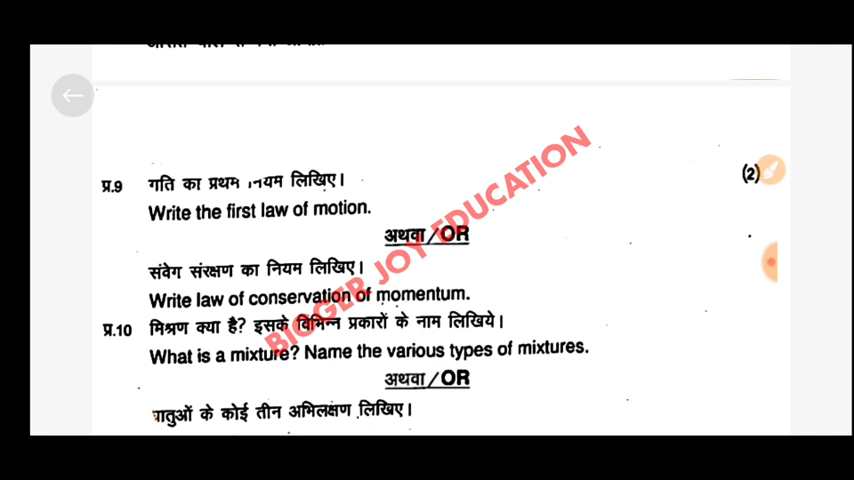 प्र.9 गति का प्रथम नियम लिखिए। (2)
Write the first law of motion.
अथवा/OR
संवेग संरक्षण का नियम लिखिए।
Write law of conservation of momentum.
प्र.10 मिश्रण क्या है? इसके विभिन्न प्रकारों के नाम लिखिये।
What is a mixture? Name the various types of mixtures.
अथवा/OR
धातुओं के कोई तीन अभिलक्षण लिखिए।
BIGGER JOY EDUCATION